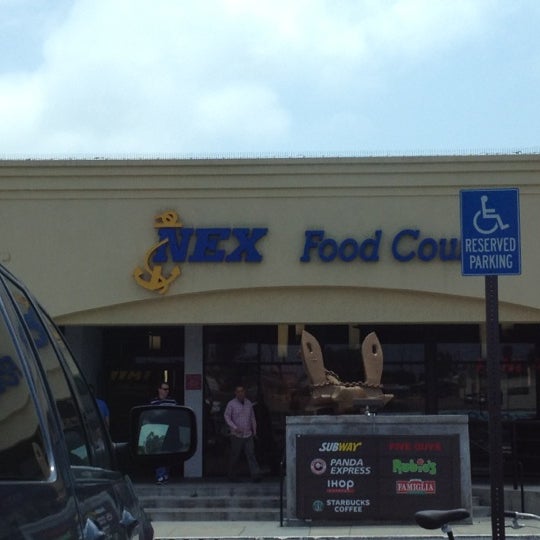 NEX Food Cou
RESERVED
PARKING
SUBWAY
FIVE GUYS
PANDA
EXPRESS
Rubio's
IHOP
FAMIGLIA
STARBUCKS
COFFEE